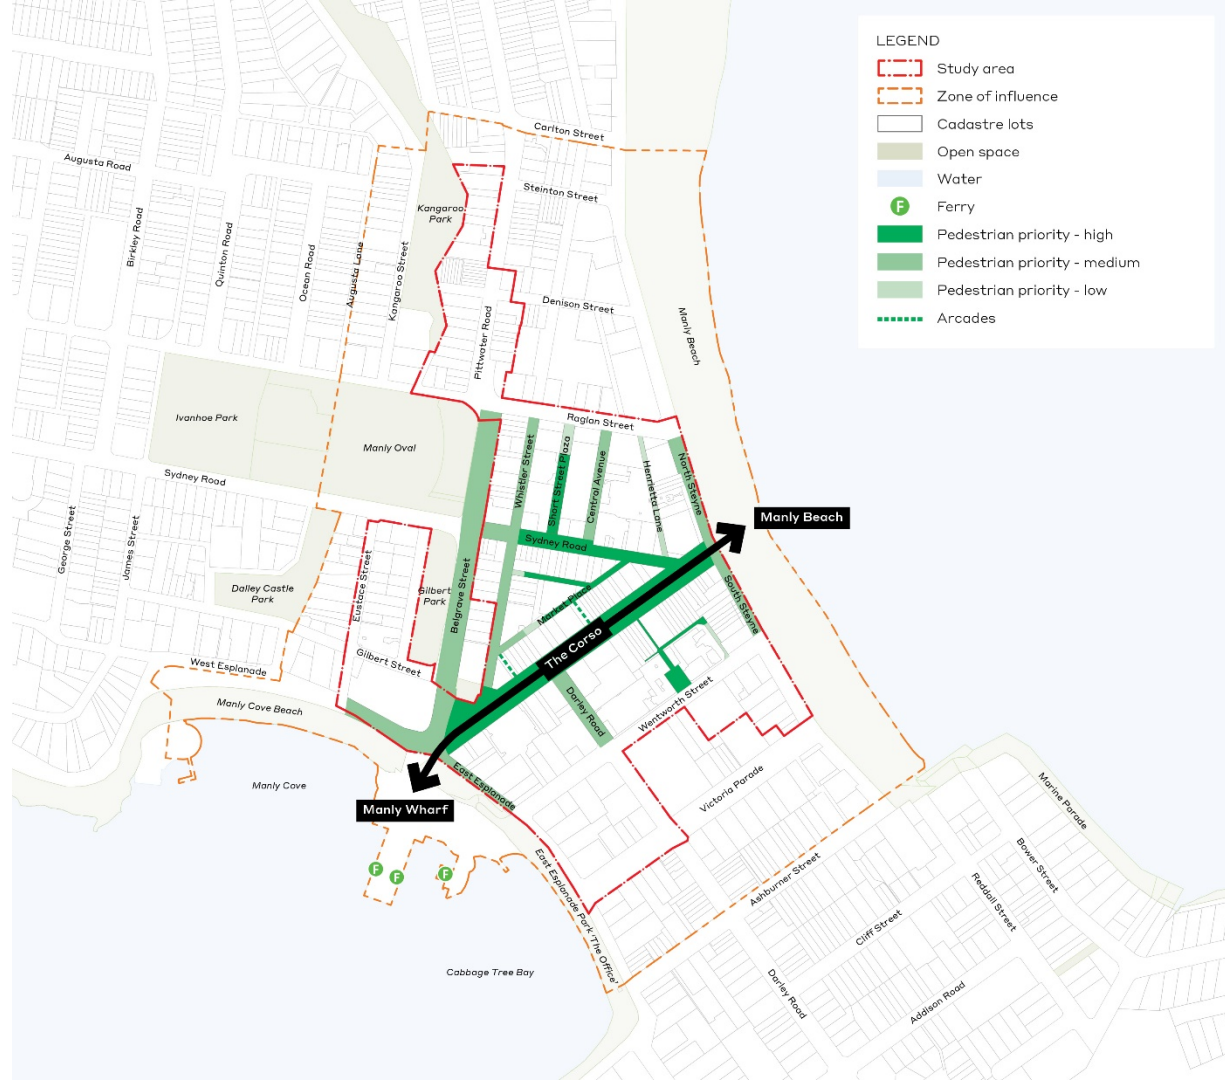 LEGEND
Study area
Zone of influence
Cadastre lots
Open space
Water
F
Ferry
Pedestrian priority - high
Pedestrian priority - medium
Pedestrian priority - low
Arcades
Carlton Street
Augusta Road
Steinton Street
Kangaroo
Park
Birkley Road
Quinton Road
Ocean Road
Augusta Lane
Kangaroo Street
Denison Street
Pittwater Road
Manly Beach
Ivanhoe Park
Manly Oval
Raglan Street
Whistler Street
Short Street Plaza
Central Avenue
Henrietta Lane
North Steyne
Sydney Road
Manly Beach
George Street
James Street
Sydney Road
Eustace Street
Gilbert
Park
Belgrave Street
Dalley Castle
Park
Market Place
South Steyne
The Corso
Gilbert Street
West Esplanade
Manly Cove Beach
Darley Road
Wentworth Street
East Esplanade
Manly Cove
Manly Wharf
Victoria Parade
Marine Parade
F
F
F
East Esplanade Park 'The Office'
Ashburner Street
Bower Street
Reddall Street
Cliff Street
Cabbage Tree Bay
Darley Road
Addison Road